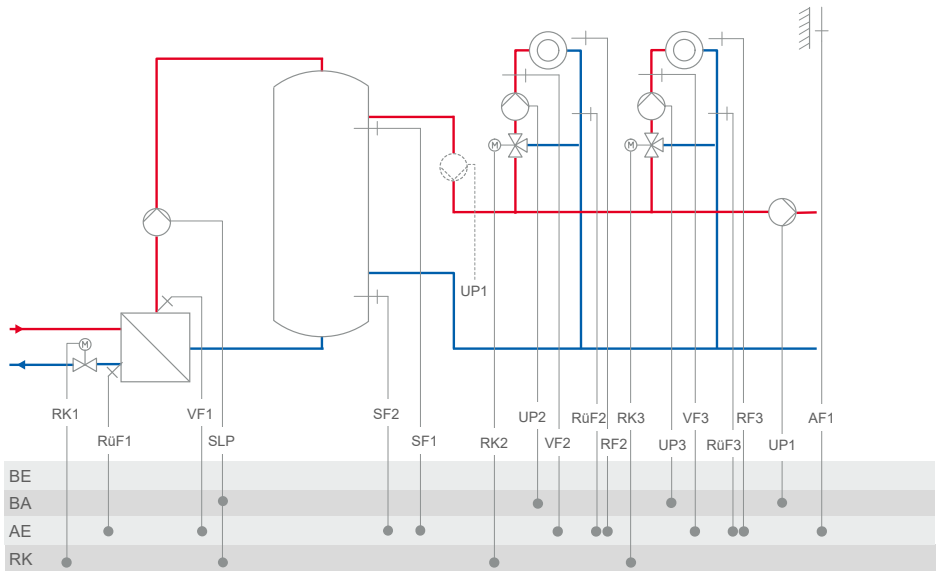 M
M
M
UP1
RK1
VF1
SF2
UP2
RüF2
RK3
VF3
RF3
AF1
RüF1
SLP
SF1
RK2
VF2
RF2
UP3
RüF3
UP1
BE
BA
AE
RK